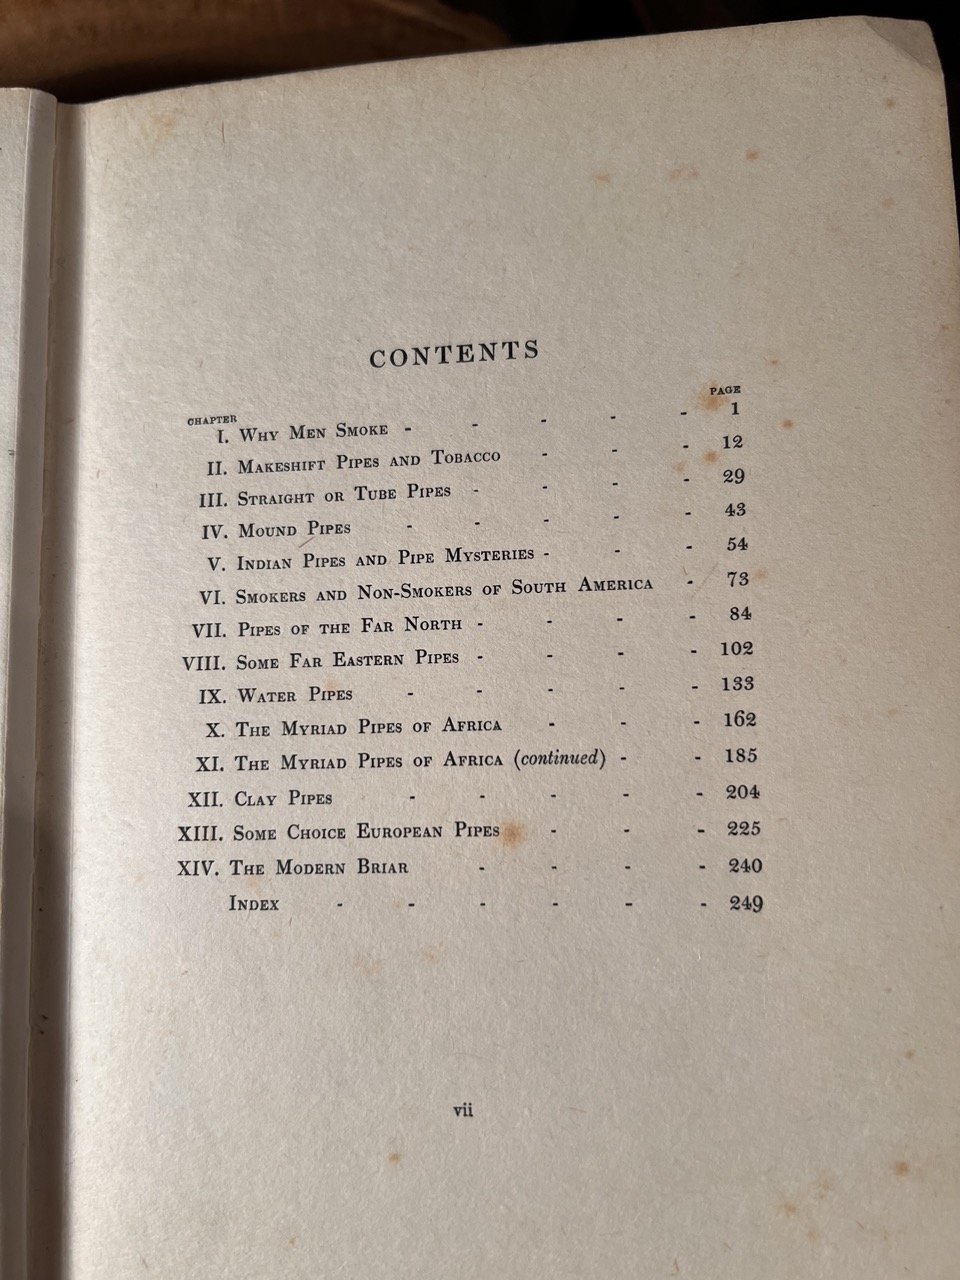 CONTENTS
CHAPTER PAGE
I. Why Men Smoke - - - - - 1
II. Makeshift Pipes and Tobacco - - - 12
III. Straight or Tube Pipes - - - - 29
IV. Mound Pipes - - - - - 43
V. Indian Pipes and Pipe Mysteries - - - 54
VI. Smokers and Non-Smokers of South America - 73
VII. Pipes of the Far North - - - - 84
VIII. Some Far Eastern Pipes - - - - 102
IX. Water Pipes - - - - - 133
X. The Myriad Pipes of Africa - - - 162
XI. The Myriad Pipes of Africa (continued) - - 185
XII. Clay Pipes - - - - - 204
XIII. Some Choice European Pipes - - - 225
XIV. The Modern Briar - - - - 240
Index - - - - - - 249
vii